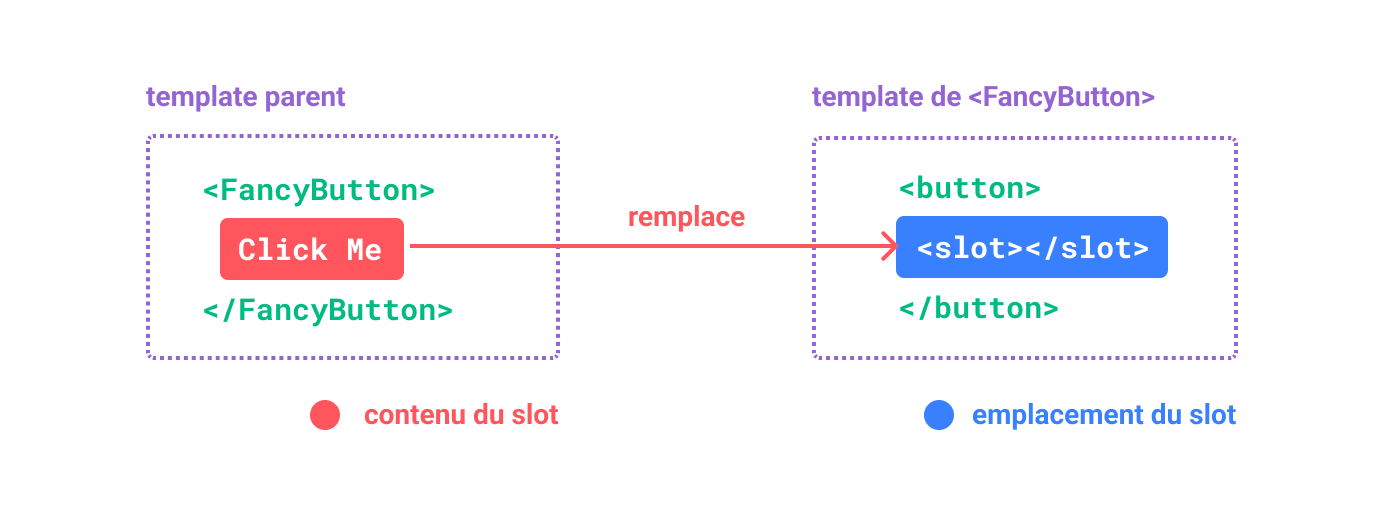 template parent
<FancyButton>
Click Me
</FancyButton>
contenu du slot
remplace
template de <FancyButton>
<button>
<slot></slot>
</button>
emplacement du slot